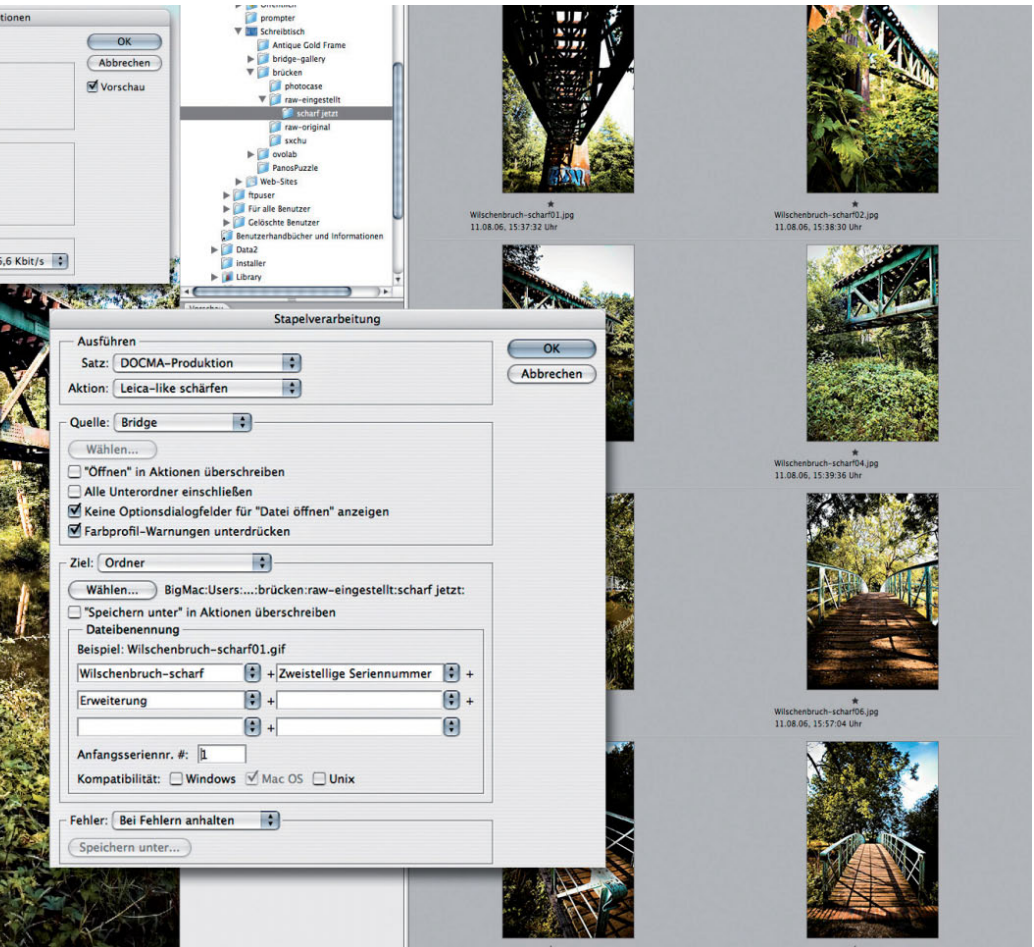 tionen
OK
Abbrechen
Vorschau
5,6 Kbit/s
Öffentlich
prompter
Schreibtisch
Antique Gold Frame
bridge-gallery
brücken
photocase
raw-eingestellt
scharf jetzt
raw-original
sxchu
ovolab
PanosPuzzle
Web-Sites
ftpuser
Für alle Benutzer
Gelöschte Benutzer
Benutzerhandbücher und Informationen
Data2
installer
Library
Vorschau
Stapelverarbeitung
Ausführen
Satz: DOCMA-Produktion
Aktion: Leica-like schärfen
OK
Abbrechen
Quelle: Bridge
Wählen...
"Öffnen" in Aktionen überschreiben
Alle Unterordner einschließen
Keine Optionsdialogfelder für "Datei öffnen" anzeigen
Farbprofil-Warnungen unterdrücken
Ziel: Ordner
Wählen... BigMac:Users:...:brücken:raw-eingestellt:scharf jetzt:
"Speichern unter" in Aktionen überschreiben
Dateibenennung
Beispiel: Wilschenbruch-scharf01.gif
Wilschenbruch-scharf + Zweistellige Seriennummer +
Erweiterung + +
+
Anfangsseriennr. #: 1
Kompatibilität: Windows Mac OS Unix
Fehler: Bei Fehlern anhalten
Speichern unter...
Wilschenbruch-scharf01.jpg
11.08.06, 15:37:32 Uhr
Wilschenbruch-scharf02.jpg
11.08.06, 15:38:30 Uhr
Wilschenbruch-scharf04.jpg
11.08.06, 15:39:36 Uhr
Wilschenbruch-scharf06.jpg
11.08.06, 15:57:04 Uhr